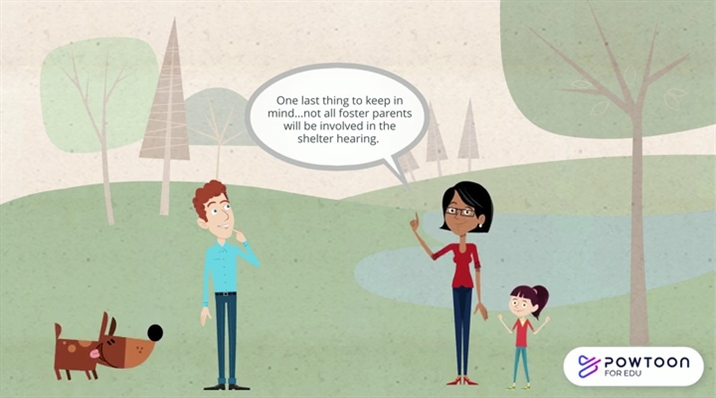 One last thing to keep in
mind...not all foster parents
will be involved in the
shelter hearing.
POWTOON
FOR EDU